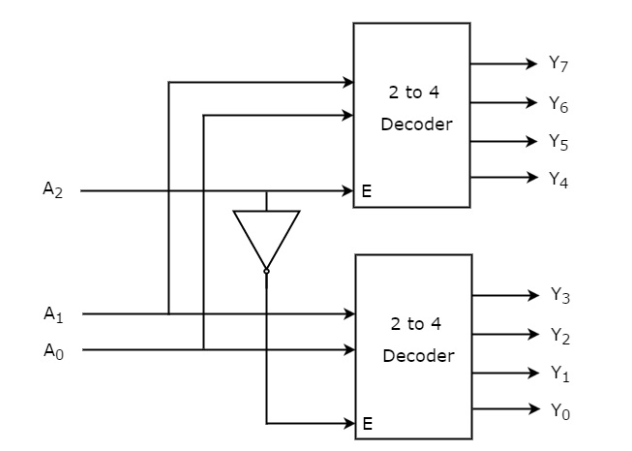 Y₇
2 to 4
Y₆
Decoder
Y₅
A₂
E
Y₄
Y₃
A₁
2 to 4
Y₂
A₀
Decoder
Y₁
E
Y₀